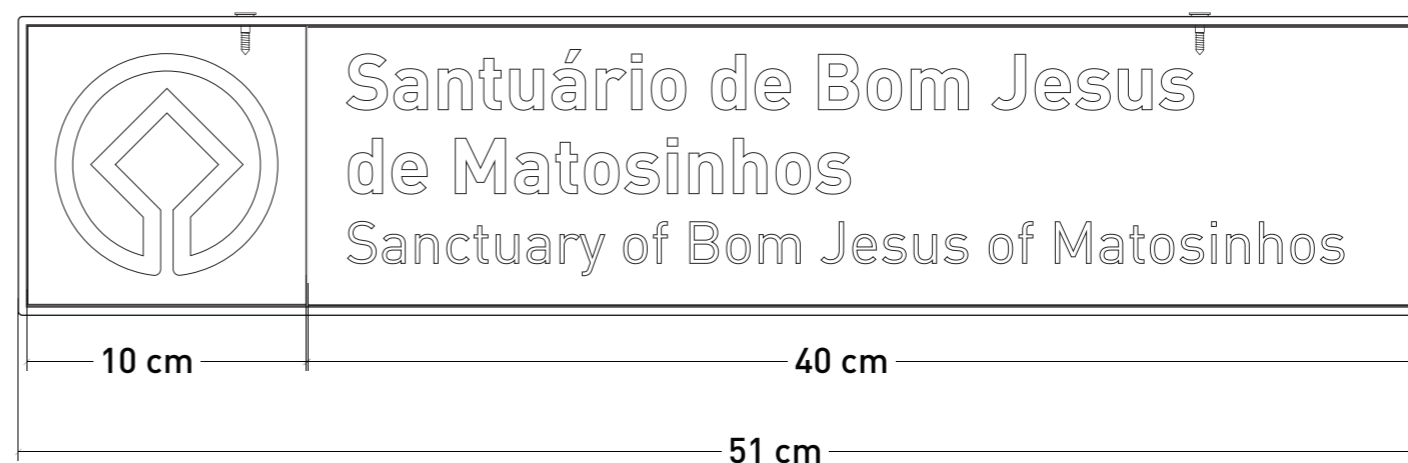 Santuário de Bom Jesus
de Matosinhos
Sanctuary of Bom Jesus of Matosinhos
10 cm
40 cm
51 cm